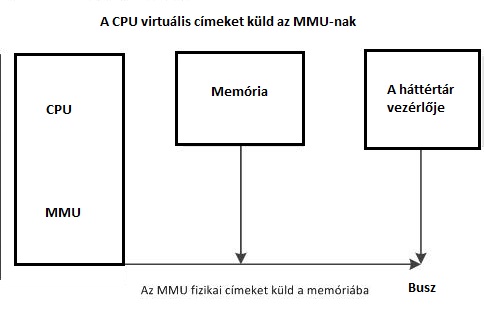 A CPU virtuális címeket küld az MMU-nak
CPU
Memória
A háttértár
vezérlője
MMU
Az MMU fizikai címeket küld a memóriába
Busz